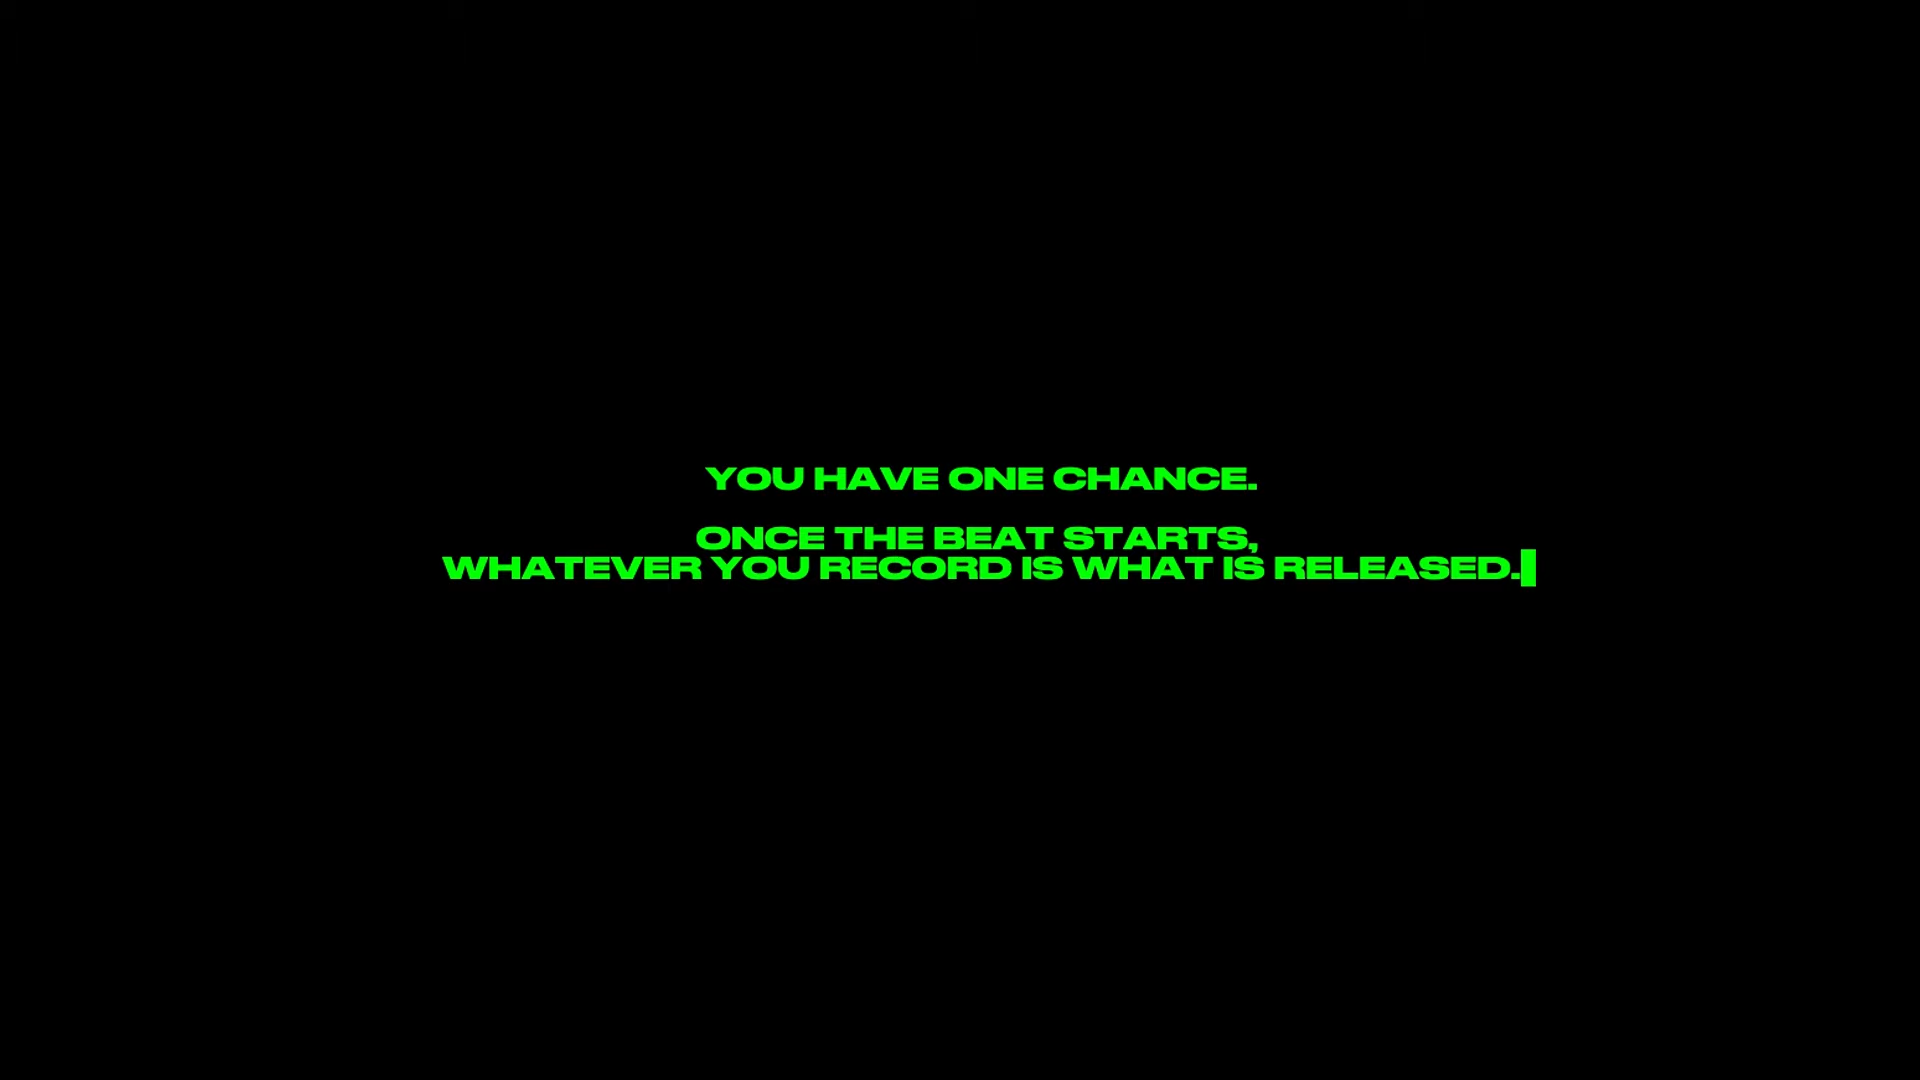 YOU HAVE ONE CHANCE.
ONCE THE BEAT STARTS,
WHATEVER YOU RECORD IS WHAT IS RELEASED.